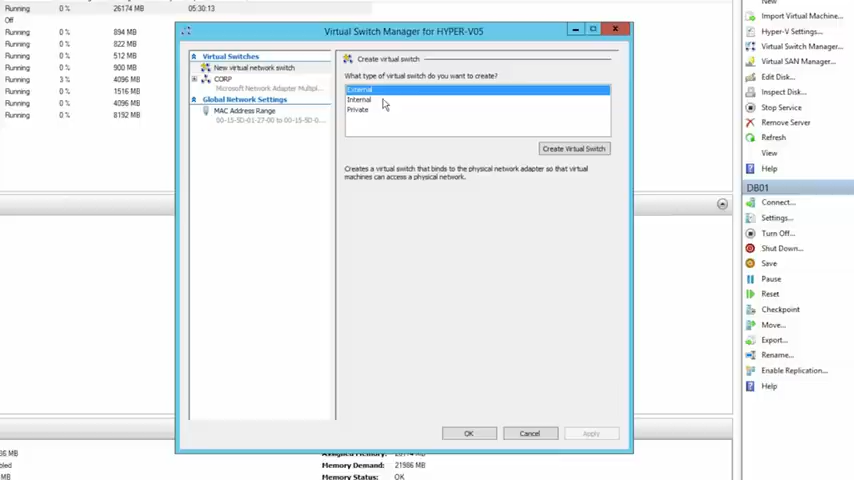 Running 0 % 26174 MB 05:30:13
Off
Running 0 % 894 MB
Running 0 % 822 MB
Running 0 % 512 MB
Running 0 % 900 MB
Running 3 % 4096 MB
Running 0 % 1516 MB
Running 0 % 4096 MB
Running 0 % 8192 MB
Virtual Switch Manager for HYPER-V05
Virtual Switches
New virtual network switch
CORP
Microsoft Network Adapter Multipl...
Global Network Settings
MAC Address Range
00-15-5D-01-27-00 to 00-15-5D-0...
Create virtual switch
What type of virtual switch do you want to create?
External
Internal
Private
Create Virtual Switch
Creates a virtual switch that binds to the physical network adapter so that virtual
machines can access a physical network.
OK
Cancel
Apply
New
Import Virtual Machine...
Hyper-V Settings...
Virtual Switch Manager...
Virtual SAN Manager...
Edit Disk...
Inspect Disk...
Stop Service
Remove Server
Refresh
View
Help
DB01
Connect...
Settings...
Turn Off...
Shut Down...
Save
Pause
Reset
Checkpoint
Move...
Export...
Rename...
Enable Replication...
Help
Memory Demand: 21986 MB
Memory Status: OK